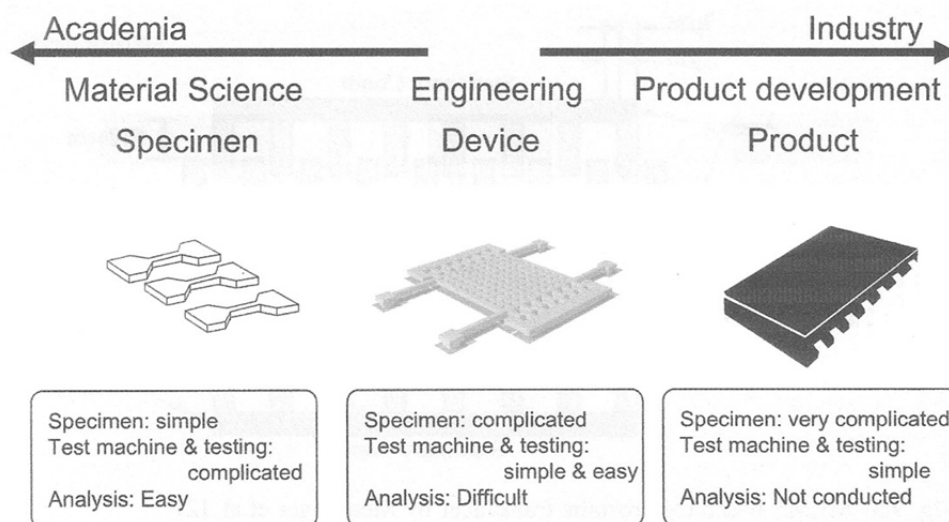 Academia
Industry
Material Science
Engineering
Product development
Specimen
Device
Product
Specimen: simple
Test machine & testing:
complicated
Analysis: Easy
Specimen: complicated
Test machine & testing:
simple & easy
Analysis: Difficult
Specimen: very complicated
Test machine & testing:
simple
Analysis: Not conducted